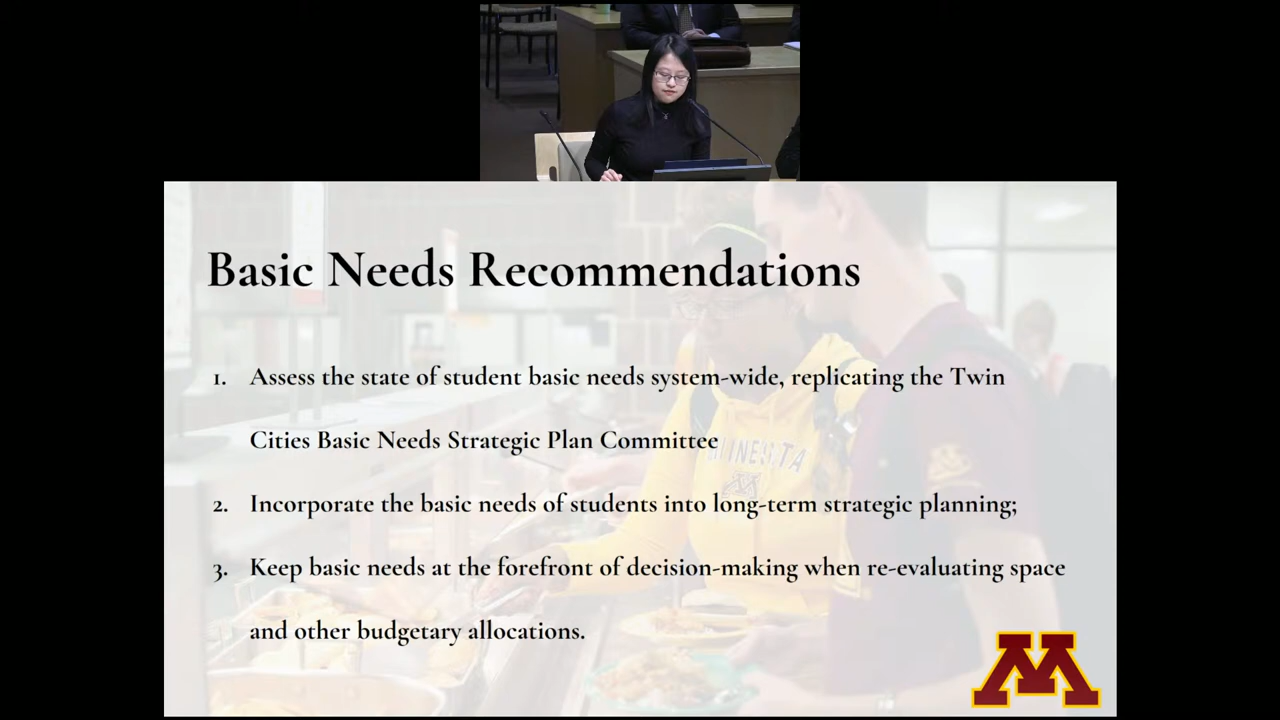 Basic Needs Recommendations
1. Assess the state of student basic needs system-wide, replicating the Twin
Cities Basic Needs Strategic Plan Committee
2. Incorporate the basic needs of students into long-term strategic planning;
3. Keep basic needs at the forefront of decision-making when re-evaluating space
and other budgetary allocations.
MINNESOTA
M
M